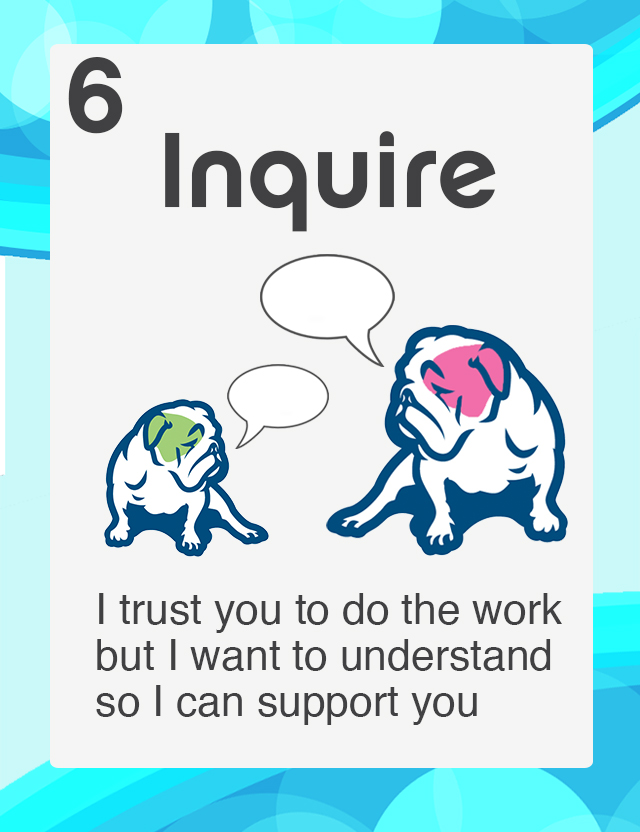 6
Inquire
I trust you to do the work
but I want to understand
so I can support you